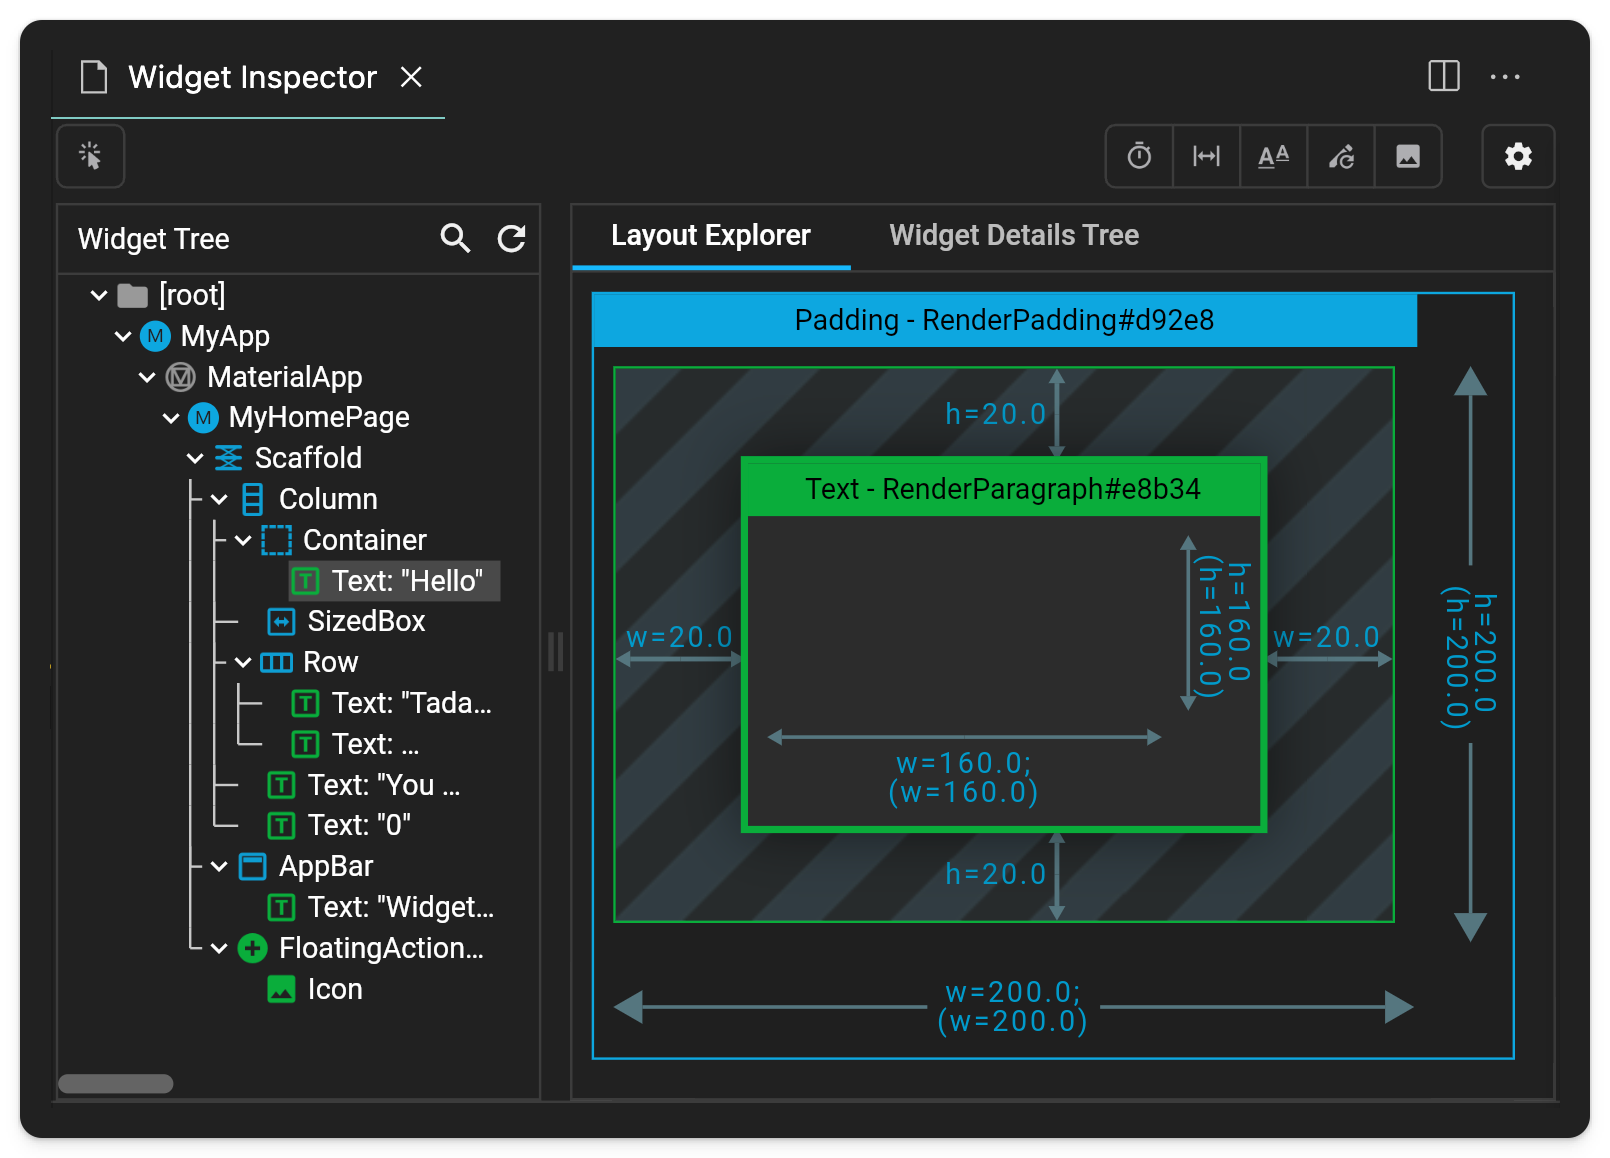 Widget Inspector
Widget Tree
[root]
M MyApp
MaterialApp
M MyHomePage
Scaffold
Column
Container
T Text: "Hello"
SizedBox
Row
T Text: "Tada...
T Text: ...
T Text: "You ...
T Text: "0"
AppBar
T Text: "Widget...
FloatingAction...
Icon
AA
Layout Explorer
Widget Details Tree
Padding - RenderPadding#d92e8
h=20.0
Text - RenderParagraph#e8b34
w=20.0
h=160.0
(h=160.0)
w=160.0;
(w=160.0)
w=20.0
h=20.0
h=200.0
(h=200.0)
w=200.0;
(w=200.0)